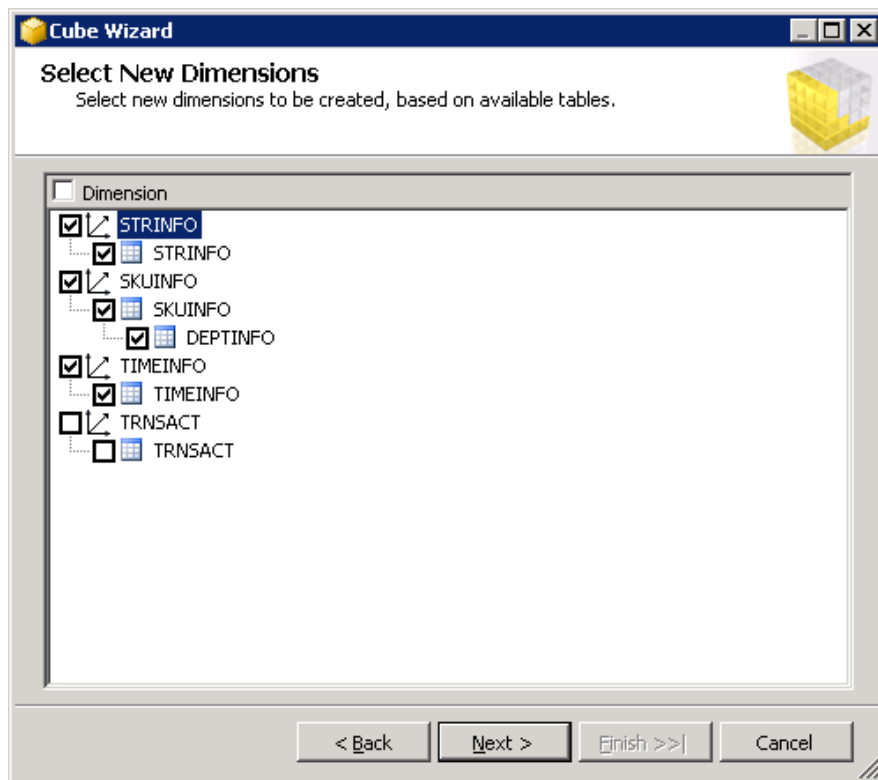 Cube Wizard
Select New Dimensions
Select new dimensions to be created, based on available tables.
Dimension
STRINFO
STRINFO
SKUINFO
SKUINFO
DEPTINFO
TIMEINFO
TIMEINFO
TRNSACT
TRNSACT
< Back Next > Finish >>| Cancel